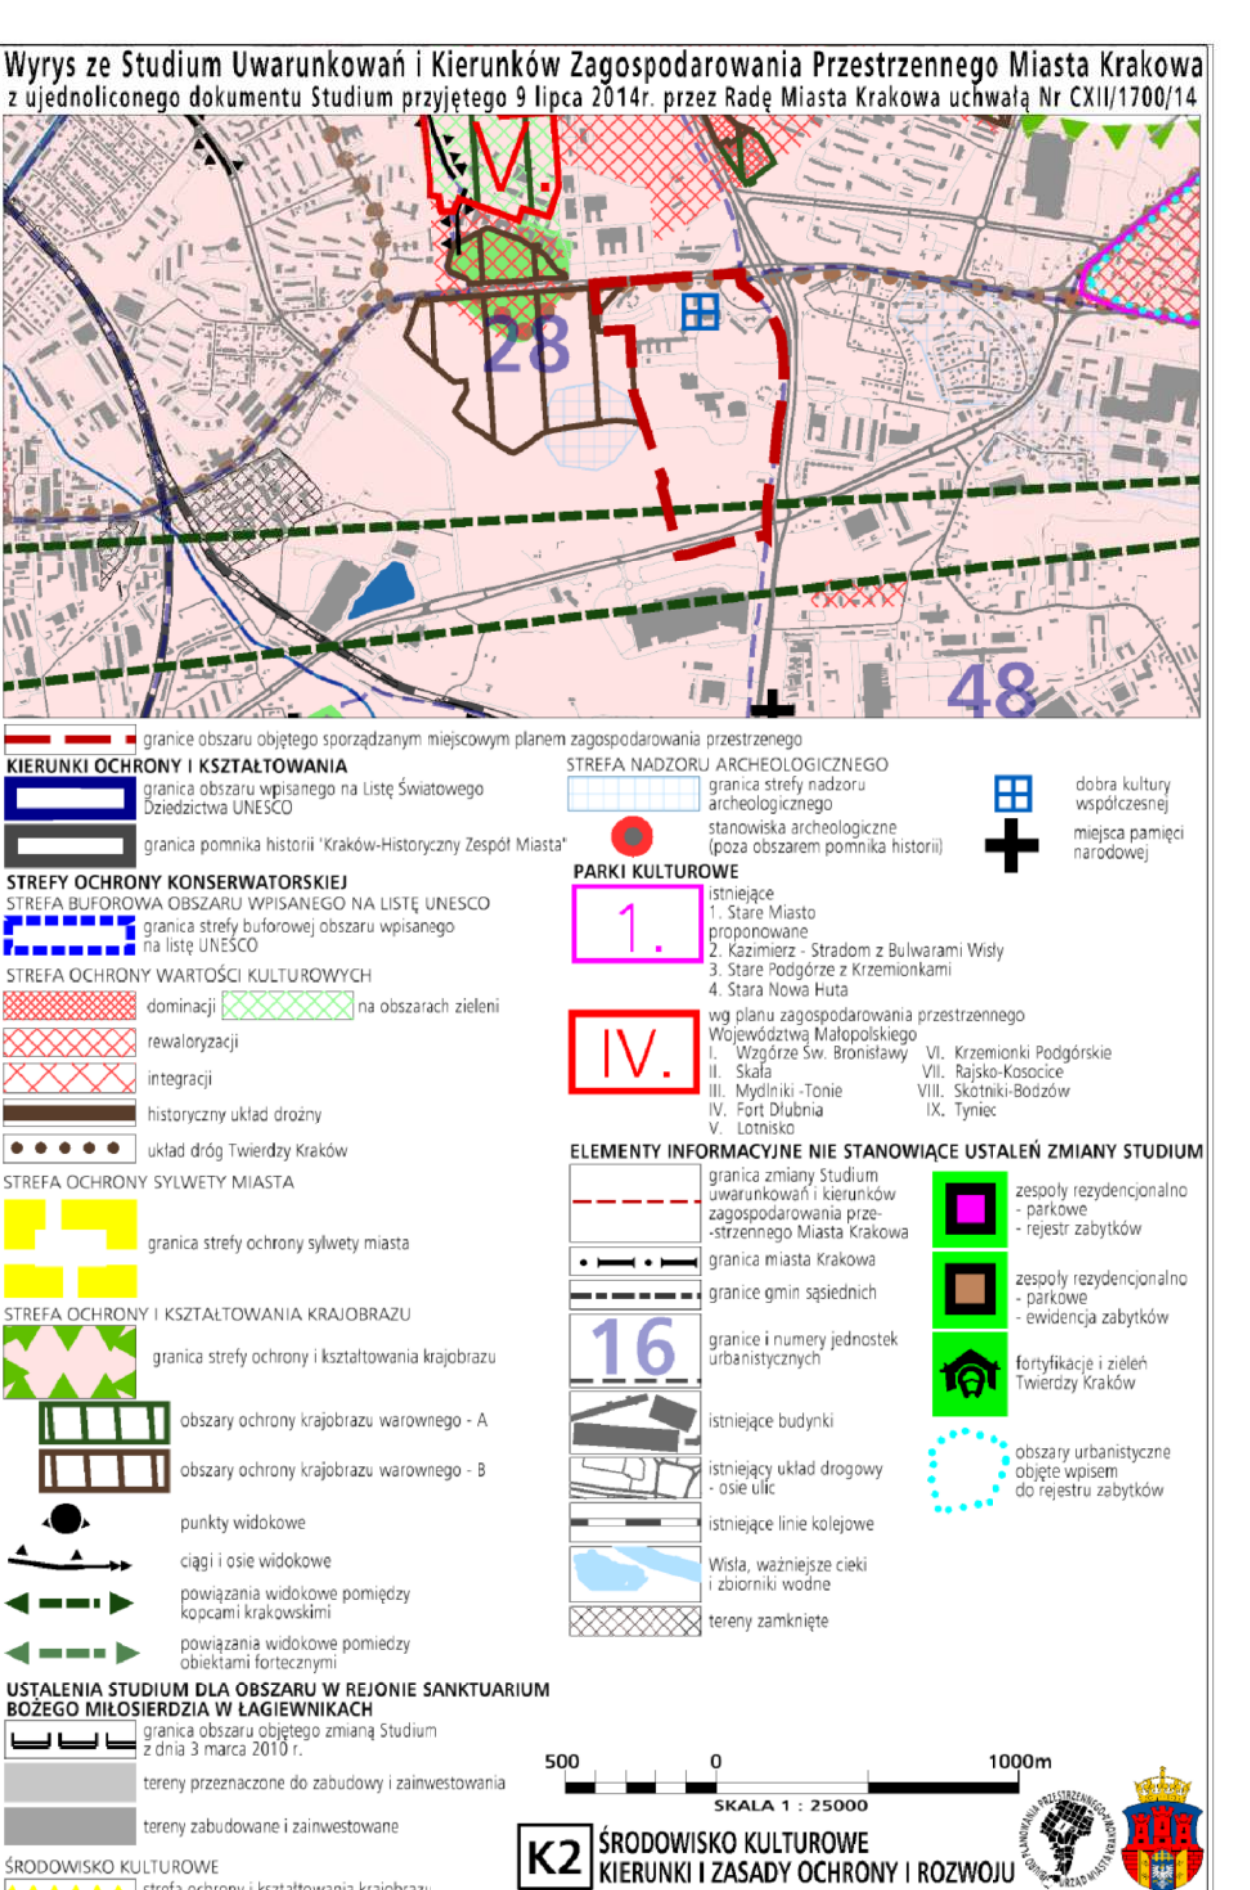 Wyrys ze Studium Uwarunkowań i Kierunków Zagospodarowania Przestrzennego Miasta Krakowa
z ujednoliconego dokumentu Studium przyjętego 9 lipca 2014r. przez Radę Miasta Krakowa uchwałą Nr CXII/1700/14
V.
28
48
granice obszaru objętego sporządzanym miejscowym planem zagospodarowania przestrzenego
KIERUNKI OCHRONY I KSZTAŁTOWANIA
granica obszaru wpisanego na Listę Światowego
Dziedzictwa UNESCO
granica pomnika historii "Kraków-Historyczny Zespół Miasta"
STREFY OCHRONY KONSERWATORSKIEJ
STREFA BUFOROWA OBSZARU WPISANEGO NA LISTĘ UNESCO
granica strefy buforowej obszaru wpisanego
na listę UNESCO
STREFA OCHRONY WARTOŚCI KULTUROWYCH
dominacji
na obszarach zieleni
rewaloryzacji
integracji
historyczny układ drożny
układ dróg Twierdzy Kraków
STREFA OCHRONY SYLWETY MIASTA
granica strefy ochrony sylwety miasta
STREFA OCHRONY I KSZTAŁTOWANIA KRAJOBRAZU
granica strefy ochrony i kształtowania krajobrazu
obszary ochrony krajobrazu warownego - A
obszary ochrony krajobrazu warownego - B
punkty widokowe
ciągi i osie widokowe
powiązania widokowe pomiędzy
kopcami krakowskimi
powiązania widokowe pomiedzy
obiektami fortecznymi
USTALENIA STUDIUM DLA OBSZARU W REJONIE SANKTUARIUM
BOŻEGO MIŁOSIERDZIA W ŁAGIEWNIKACH
granica obszaru objętego zmianą Studium
z dnia 3 marca 2010 r.
tereny przeznaczone do zabudowy i zainwestowania
tereny zabudowane i zainwestowane
ŚRODOWISKO KULTUROWE
strefa ochrony i kształtowania krajobrazu
STREFA NADZORU ARCHEOLOGICZNEGO
granica strefy nadzoru
archeologicznego
stanowiska archeologiczne
(poza obszarem pomnika historii)
dobra kultury
współczesnej
miejsca pamięci
narodowej
PARKI KULTUROWE
1.
istniejące
1. Stare Miasto
proponowane
2. Kazimierz - Stradom z Bulwarami Wisły
3. Stare Podgórze z Krzemionkami
4. Stara Nowa Huta
IV.
wg planu zagospodarowania przestrzennego
Województwa Małopolskiego
I. Wzgórze Św. Bronisławy VI. Krzemionki Podgórskie
II. Skała VII. Rajsko-Kosocice
III. Mydlniki -Tonie VIII. Skotniki-Bodzów
IV. Fort Dłubnia IX. Tyniec
V. Lotnisko
ELEMENTY INFORMACYJNE NIE STANOWIĄCE USTALEŃ ZMIANY STUDIUM
granica zmiany Studium
uwarunkowań i kierunków
zagospodarowania prze-
-strzennego Miasta Krakowa
granica miasta Krakowa
granice gmin sąsiednich
16
granice i numery jednostek
urbanistycznych
istniejące budynki
istniejący układ drogowy
- osie ulic
istniejące linie kolejowe
Wisła, ważniejsze cieki
i zbiorniki wodne
tereny zamknięte
zespoły rezydencjonalno
- parkowe
- rejestr zabytków
zespoły rezydencjonalno
- parkowe
- ewidencja zabytków
fortyfikacje i zieleń
Twierdzy Kraków
obszary urbanistyczne
objęte wpisem
do rejestru zabytków
500 0 1000m
SKALA 1 : 25000
K2
ŚRODOWISKO KULTUROWE
KIERUNKI I ZASADY OCHRONY I ROZWOJU
BIURO PLANOWANIA PRZESTRZENNEGO
URZĄD MIASTA KRAKOWA